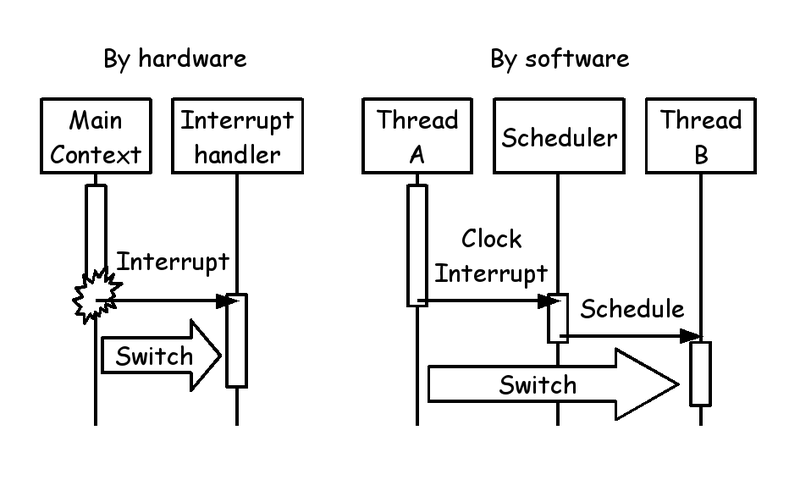 By hardware
By software
Main
Context
Interrupt
handler
Thread
A
Scheduler
Thread
B
Interrupt
Switch
Clock
Interrupt
Schedule
Switch